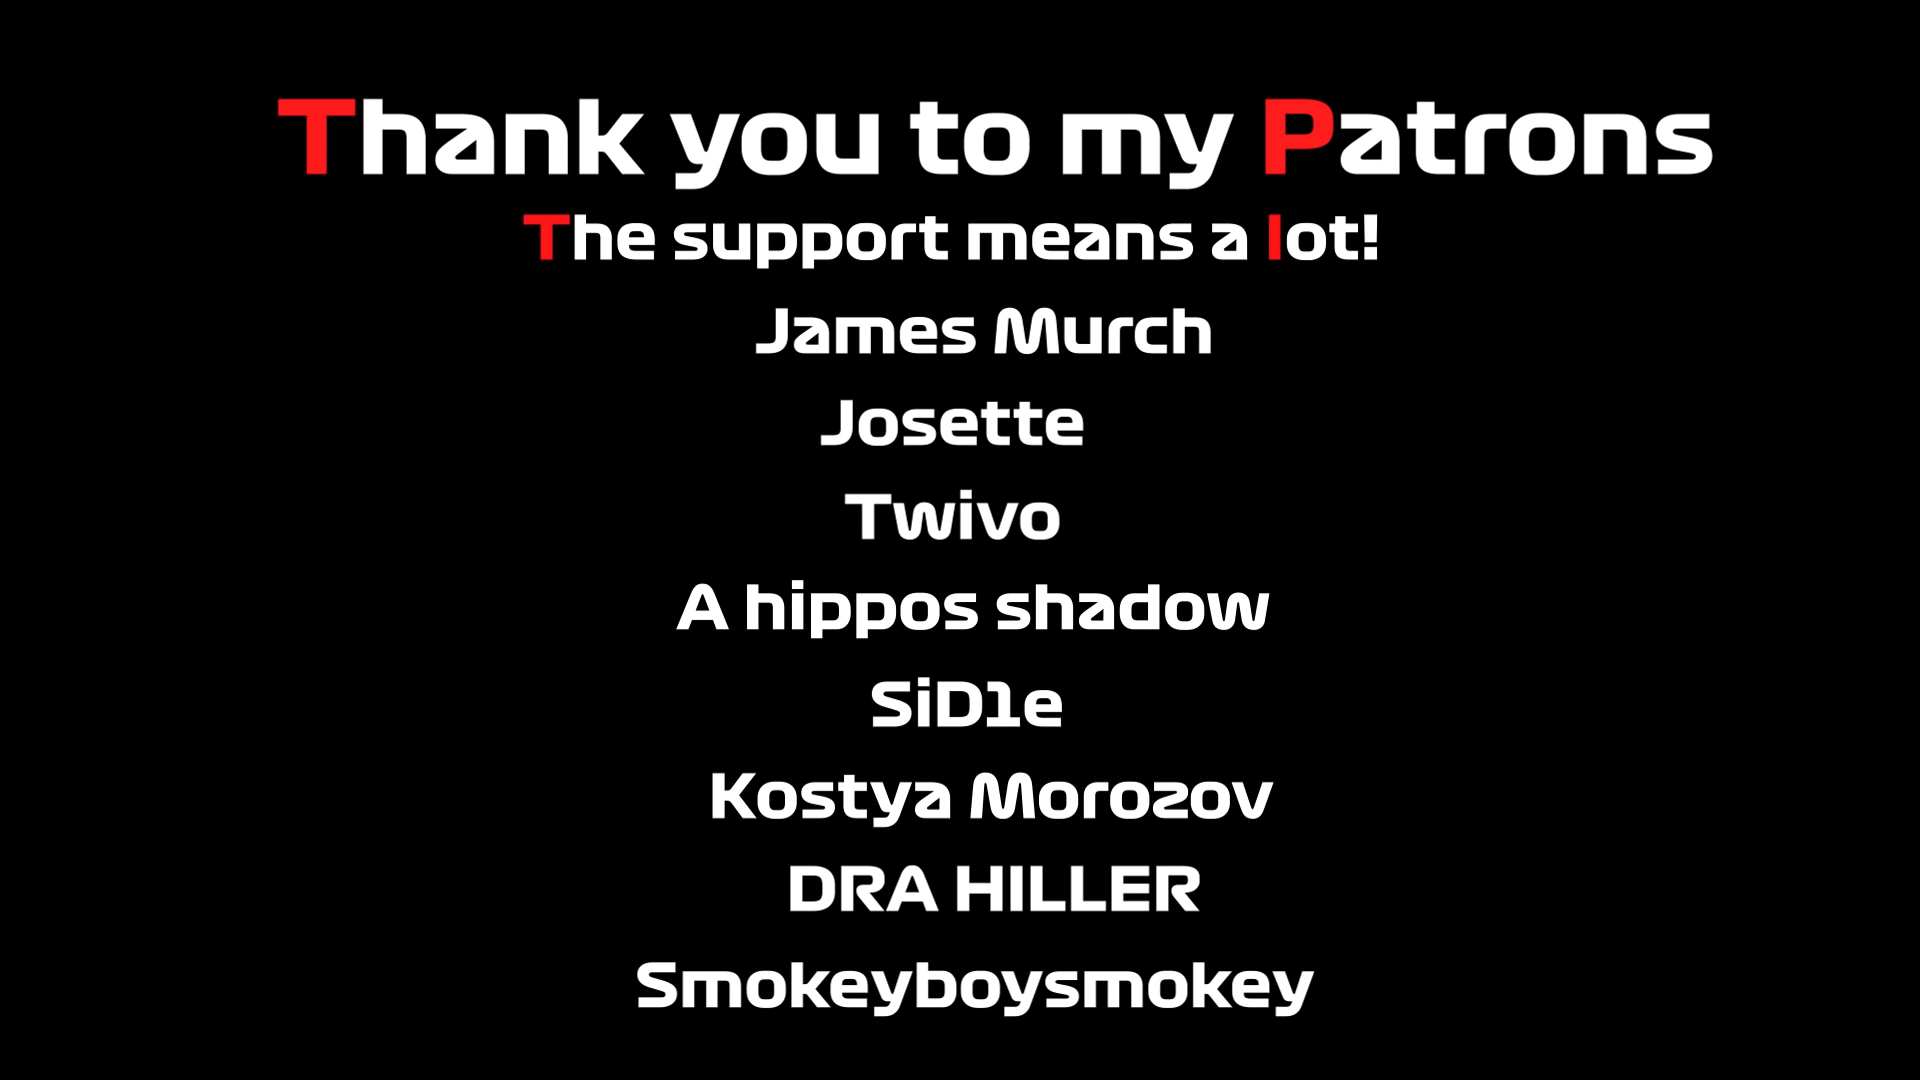 Thank you to my Patrons
The support means a lot!
James Murch
Josette
Twivo
A hippos shadow
SiD1e
Kostya Morozov
DRA HILLER
Smokeyboysmokey